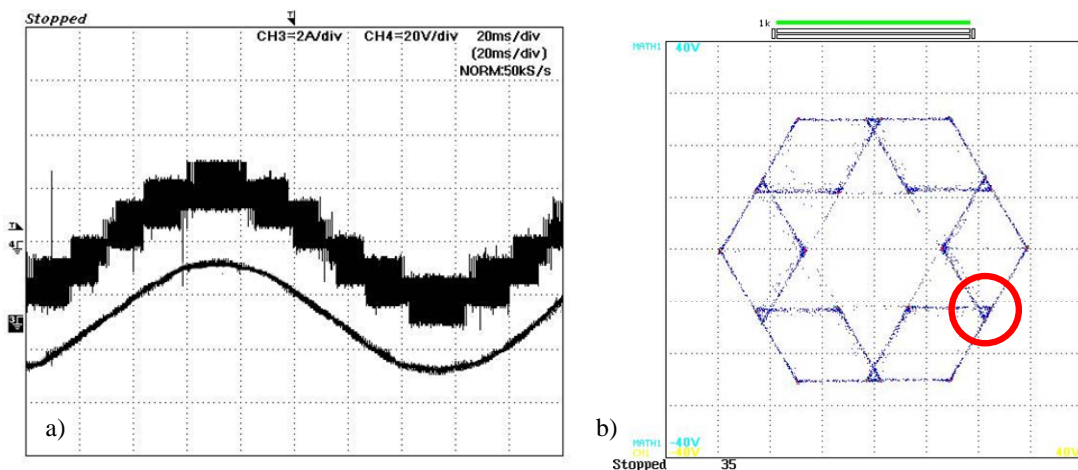 Stopped
CH3=2A/div CH4=20V/div 20ms/div
(20ms/div)
NORM:50kS/s
a)
1k
MATH1 40V
b)
MATH1 -40V
CH1 -40V 40V
Stopped 35